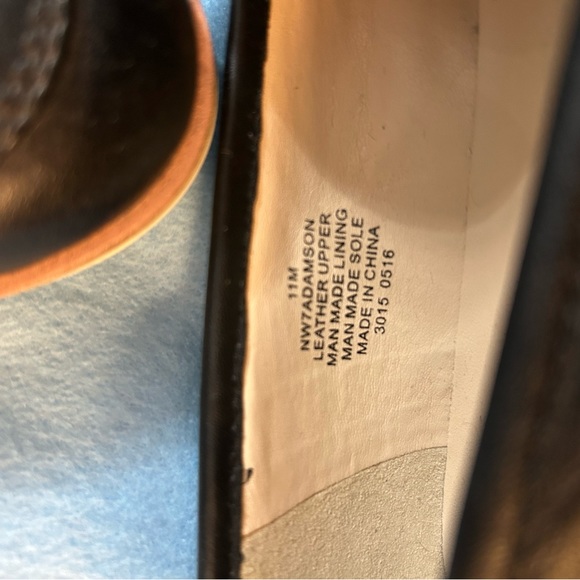 11M
NW7ADAMSON
LEATHER UPPER
MAN MADE LINING
MAN MADE SOLE
MADE IN CHINA
3015 0516